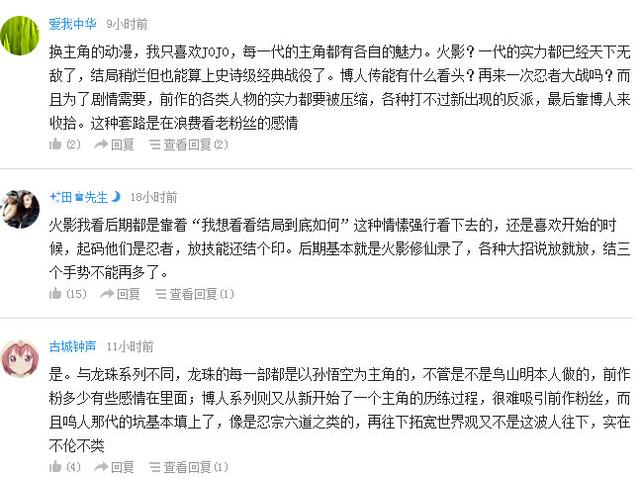 爱我中华 9小时前
换主角的动漫，我只喜欢JOJO，每一代的主角都有各自的魅力。火影？一代的实力都已经天下无
敌了，结局稍烂但也能算上史诗级经典战役了。博人传能有什么看头？再来一次忍者大战吗？而
且为了剧情需要，前作的各类人物的实力都要被压缩，各种打不过新出现的反派，最后靠博人来
收拾。这种套路是在浪费看老粉丝的感情
(2) 回复 查看回复(2)
田♛先生 18小时前
火影我看后期都是靠着“我想看看结局到底如何”这种情愫强行看下去的，还是喜欢开始的时
候，起码他们是忍者，放技能还结个印。后期基本就是火影修仙录了，各种大招说放就放，结三
个手势不能再多了。
(15) 回复 查看回复(1)
古城钟声 11小时前
是。与龙珠系列不同，龙珠的每一部都是以孙悟空为主角的，不管是不是鸟山明本人做的，前作
粉多少有些感情在里面；博人系列则又从新开始了一个主角的历练过程，很难吸引前作粉丝，而
且鸣人那代的坑基本填上了，像是忍宗六道之类的，再往下拓宽世界观又不是这波人往下，实在
不伦不类
(4) 回复 查看回复(1)